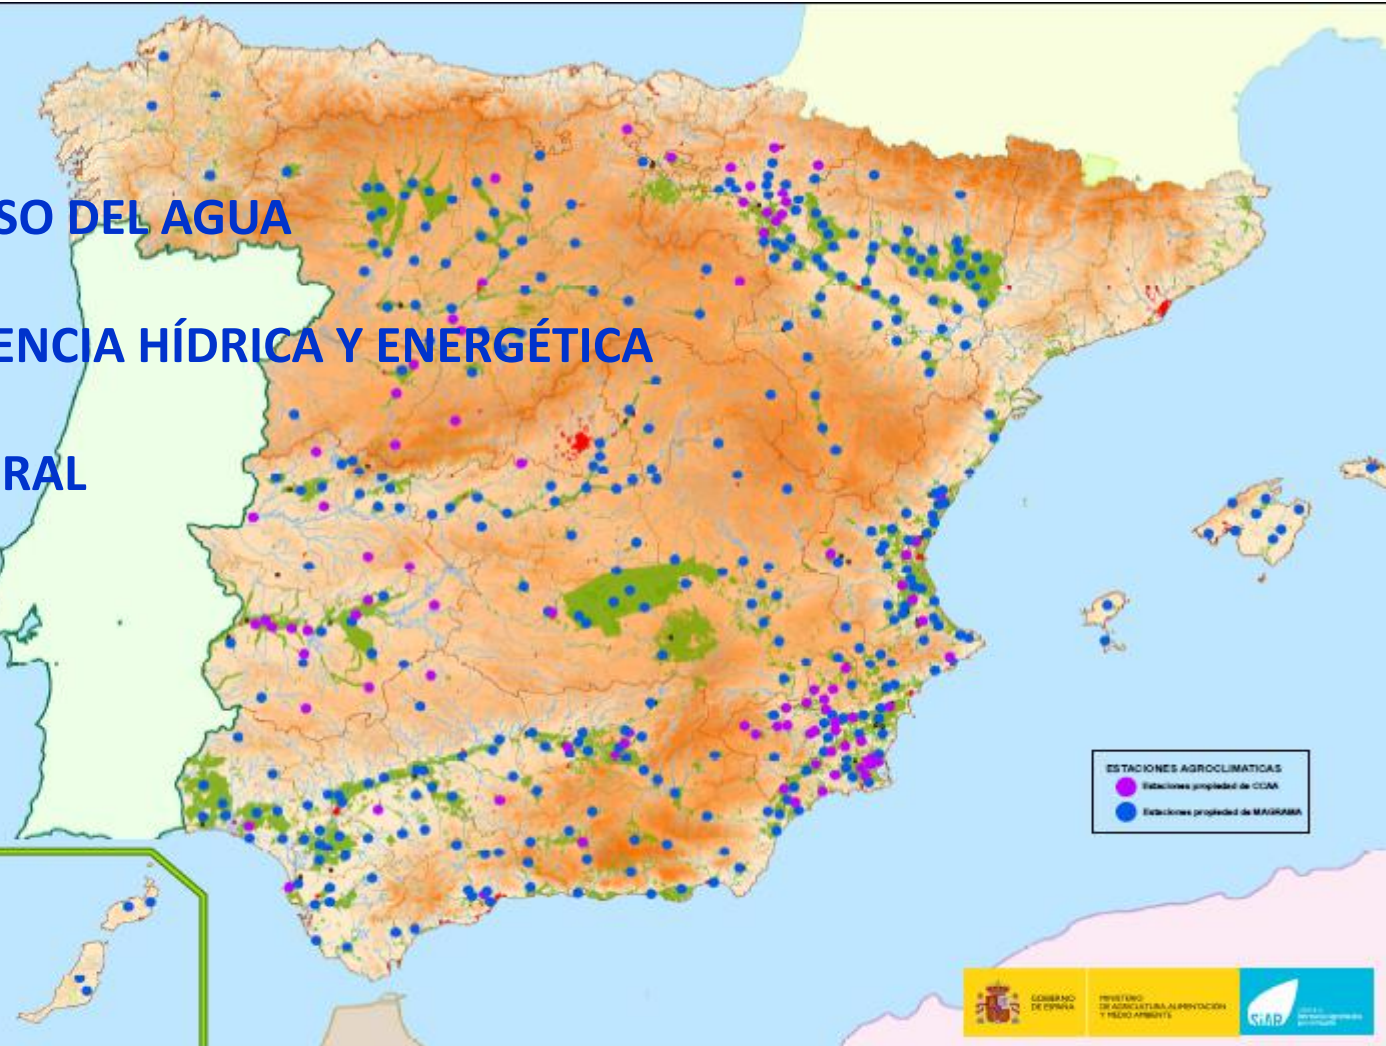 SO DEL AGUA
ENCIA HÍDRICA Y ENERGÉTICA
RAL
ESTACIONES AGROCLIMATICAS
Estaciones propiedad de CCAA
Estaciones propiedad de MAGRAMA
GOBIERNO
DE ESPAÑA
MINISTERIO
DE AGRICULTURA, ALIMENTACIÓN
Y MEDIO AMBIENTE
SiAR